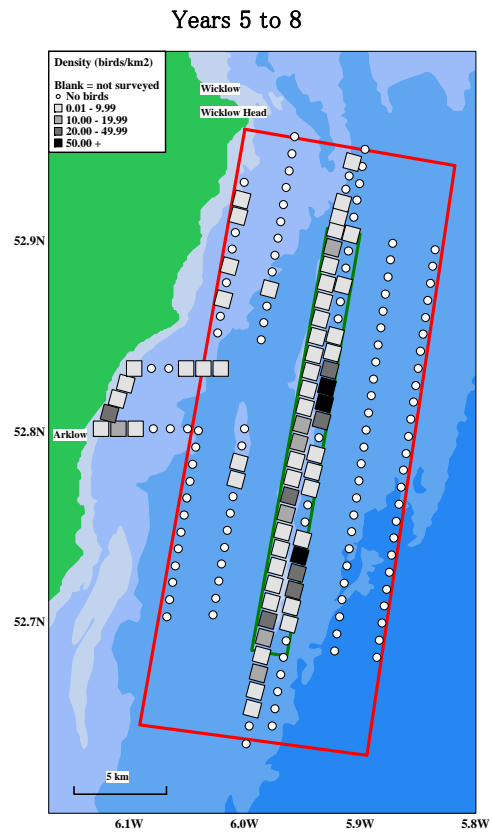 Years 5 to 8
Density (birds/km2)
Blank = not surveyed
No birds
0.01 - 9.99
10.00 - 19.99
20.00 - 49.99
50.00 +
Wicklow
Wicklow Head
52.9N
52.8N
Arklow
52.7N
5 km
6.1W
6.0W
5.9W
5.8W